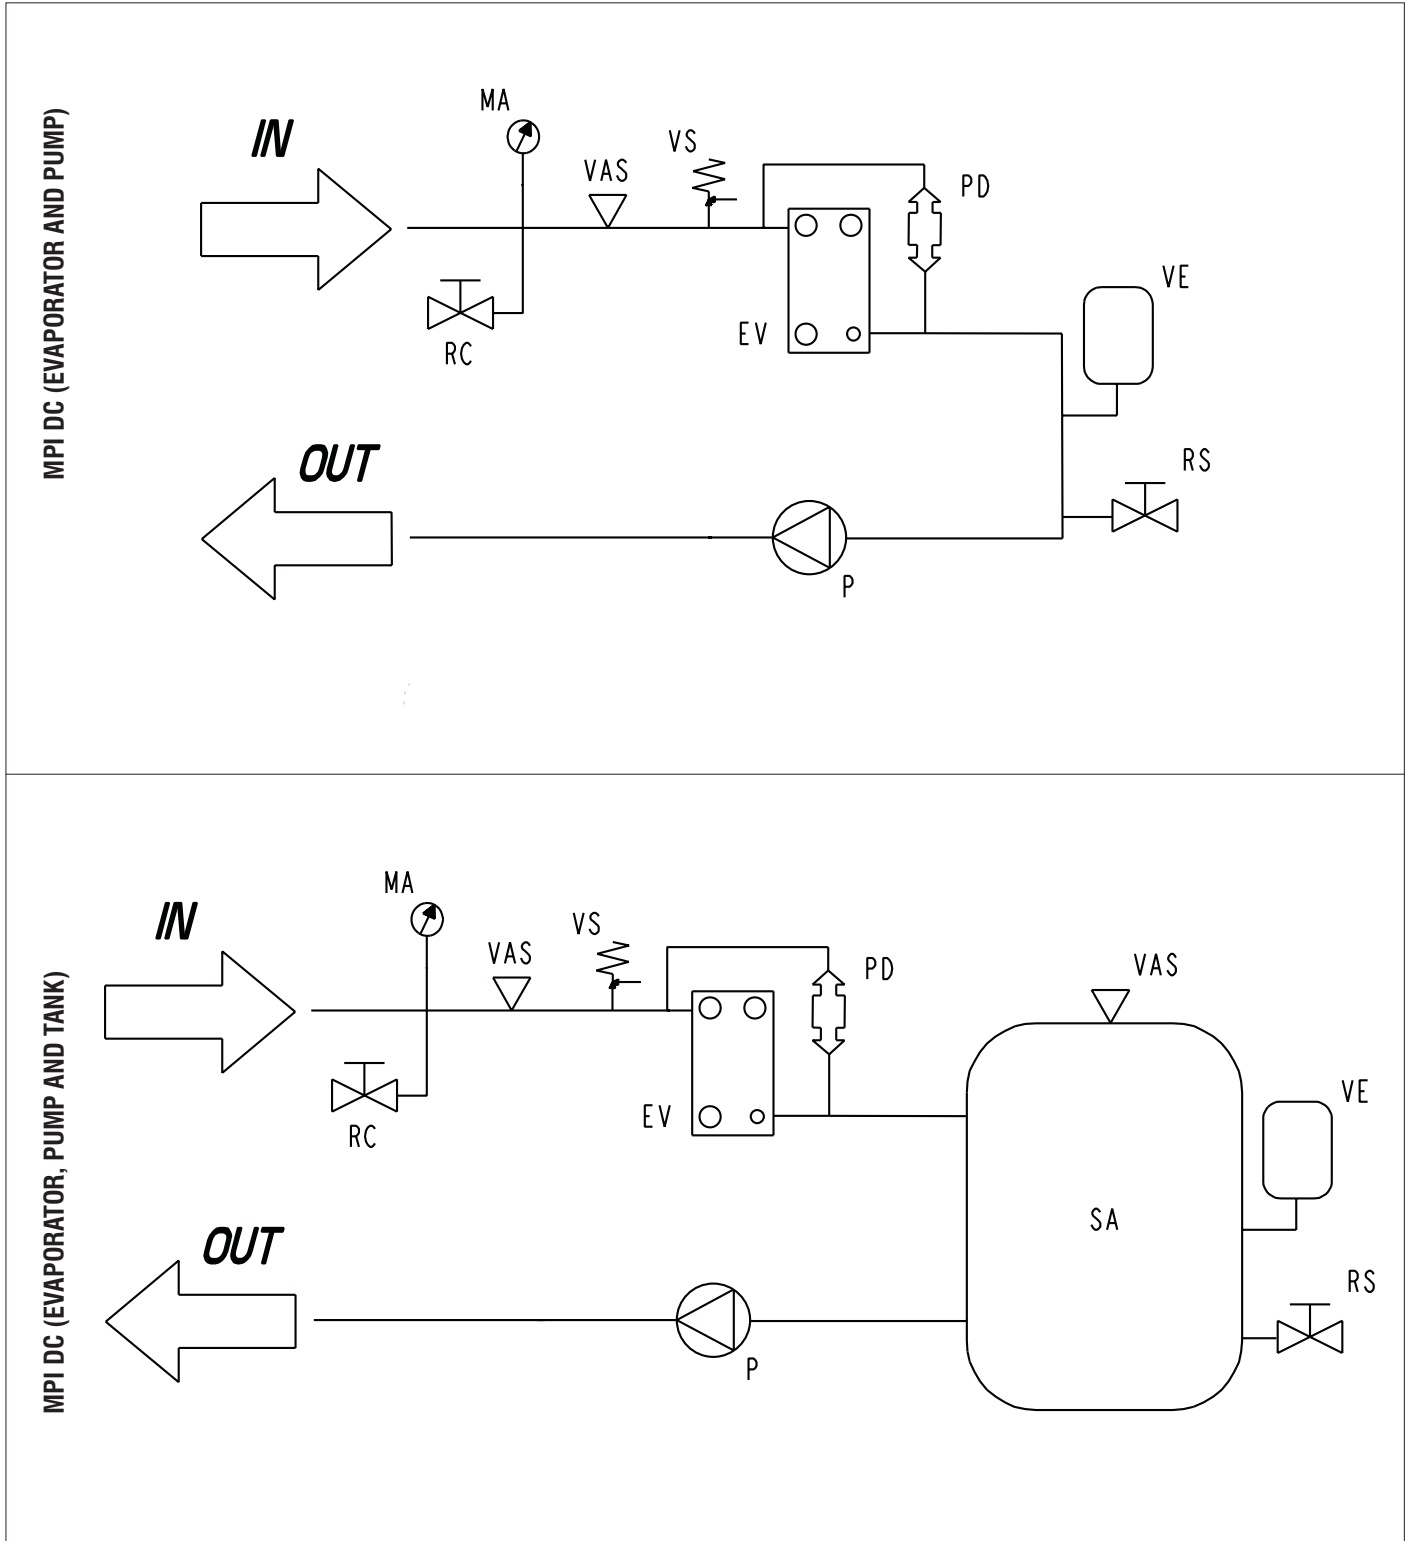 MPI DC (EVAPORATOR AND PUMP)
MA
IN
VS
VAS
PD
VE
EV
RC
OUT
RS
P
MPI DC (EVAPORATOR, PUMP AND TANK)
MA
IN
VS
VAS
VAS
PD
VE
EV
RC
SA
OUT
RS
P